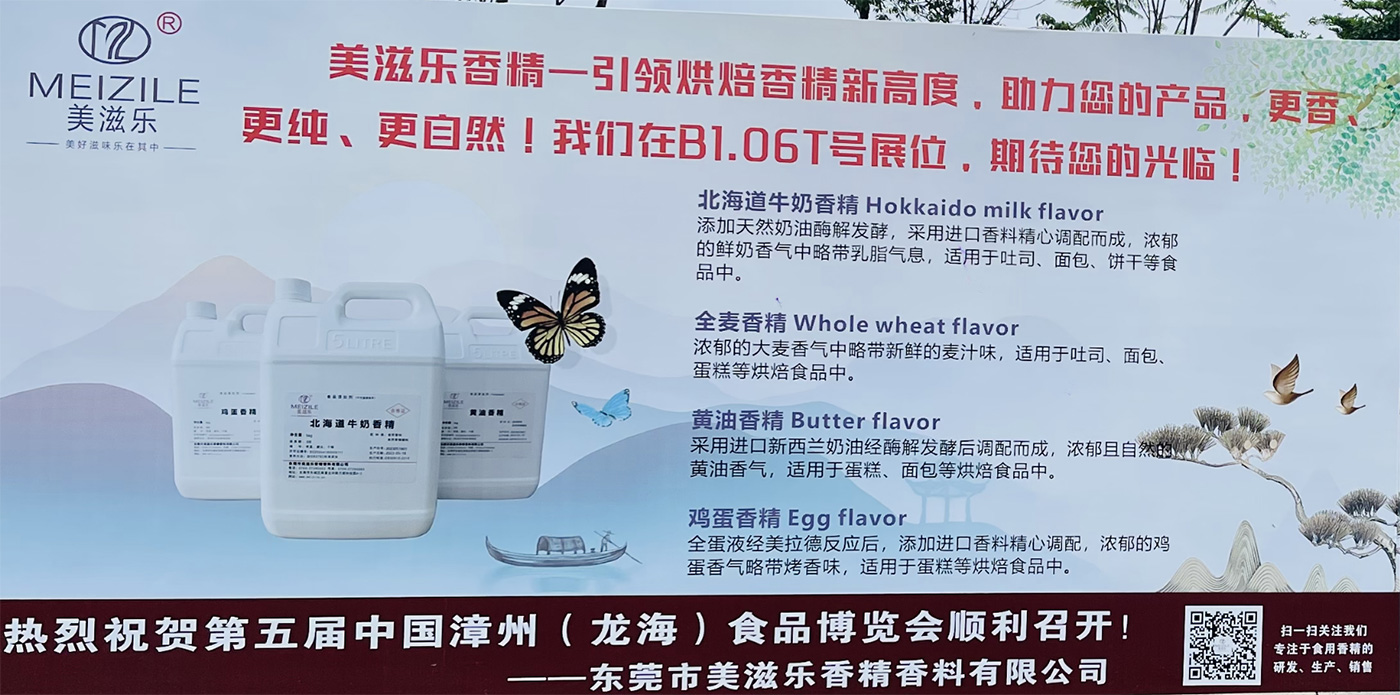 ®
MEIZILE
美滋乐
美好滋味乐在其中
美滋乐香精—引领烘焙香精新高度，助力您的产品，更香、
更纯、更自然！我们在B1.06T号展位，期待您的光临！
北海道牛奶香精 Hokkaido milk flavor
添加天然奶油酶解发酵，采用进口香料精心调配而成，浓郁
的鲜奶香气中略带乳脂气息，适用于吐司、面包、饼干等食
品中。
全麦香精 Whole wheat flavor
浓郁的大麦香气中略带新鲜的麦汁味，适用于吐司、面包、
蛋糕等烘焙食品中。
黄油香精 Butter flavor
采用进口新西兰奶油经酶解发酵后调配而成，浓郁且自然的
黄油香气，适用于蛋糕、面包等烘焙食品中。
鸡蛋香精 Egg flavor
全蛋液经美拉德反应后，添加进口香料精心调配，浓郁的鸡
蛋香气略带烤香味，适用于蛋糕等烘焙食品中。
5 LITRE
5 LITRE
MEIZILE
美滋乐
鸡蛋香精
北海道牛奶香精
黄油香精
热烈祝贺第五届中国漳州（龙海）食品博览会顺利召开！
——东莞市美滋乐香精香料有限公司
扫一扫关注我们
专注于食用香精的
研发、生产、销售